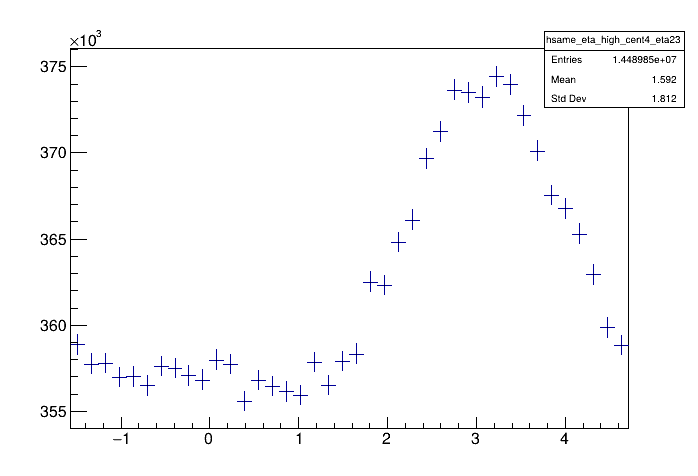 ×10³
hsame_eta_high_cent4_eta23
Entries 1.448985e+07
Mean 1.592
Std Dev 1.812
375
370
365
360
355
−1 0 1 2 3 4